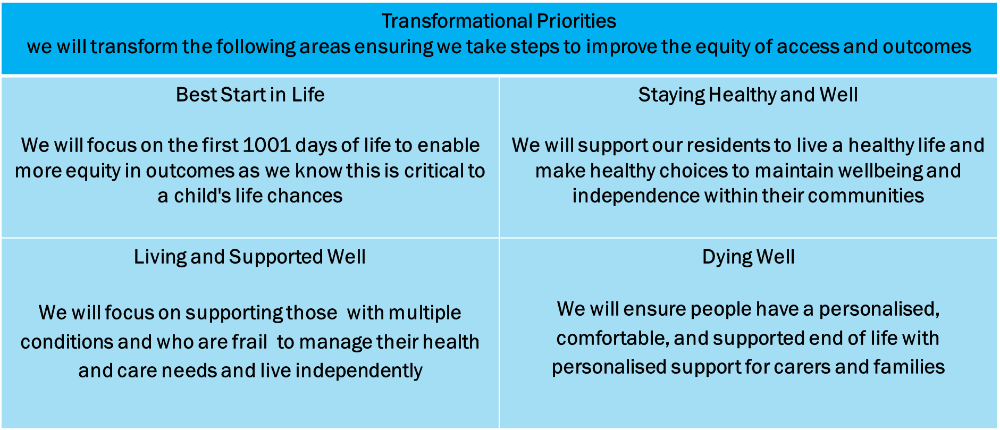 Transformational Priorities
we will transform the following areas ensuring we take steps to improve the equity of access and outcomes
Best Start in Life
We will focus on the first 1001 days of life to enable
more equity in outcomes as we know this is critical to
a child's life chances
Staying Healthy and Well
We will support our residents to live a healthy life and
make healthy choices to maintain wellbeing and
independence within their communities
Living and Supported Well
We will focus on supporting those with multiple
conditions and who are frail to manage their health
and care needs and live independently
Dying Well
We will ensure people have a personalised,
comfortable, and supported end of life with
personalised support for carers and families